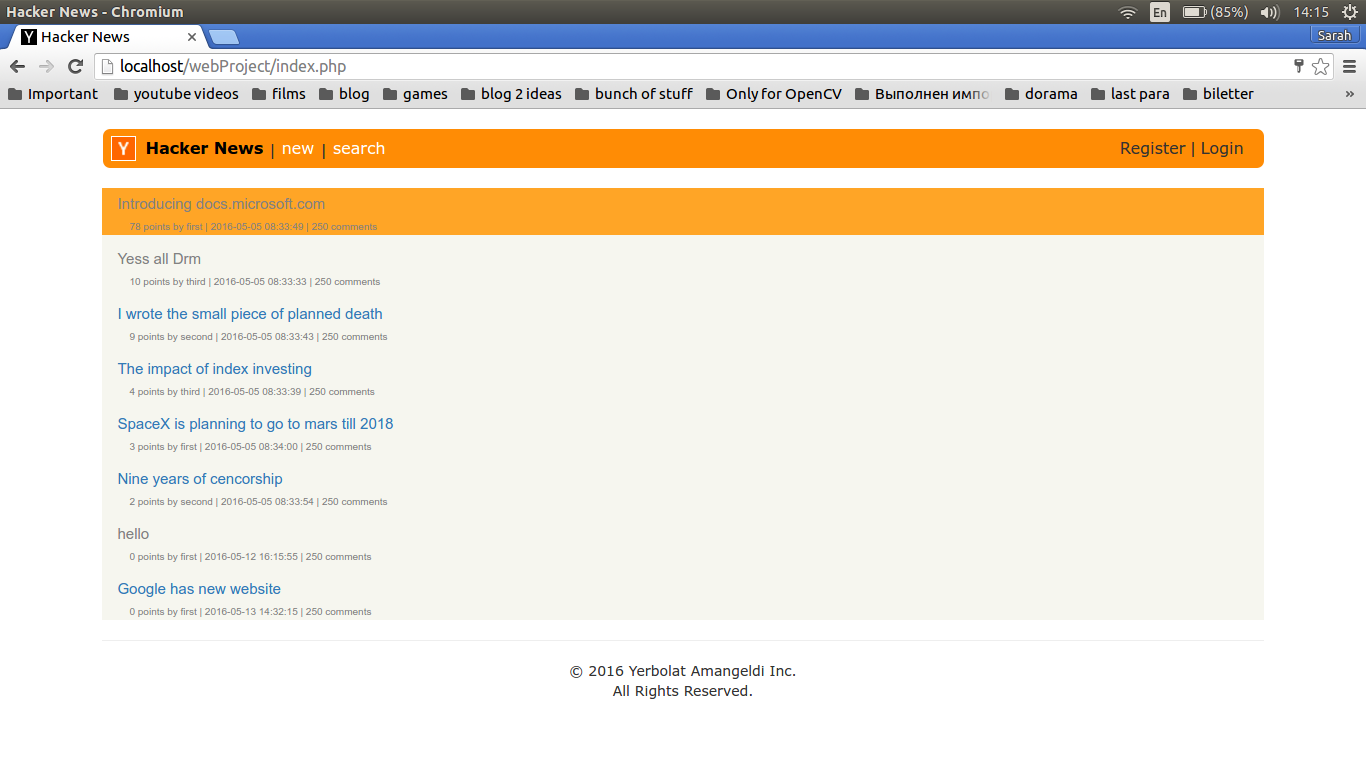 Hacker News - Chromium En (85%) 14:15
Y Hacker News × Sarah
localhost/webProject/index.php
Important youtube videos films blog games blog 2 ideas bunch of stuff Only for OpenCV Выполнен импо dorama last para biletter »
Y Hacker News | new | search Register | Login
Introducing docs.microsoft.com
78 points by first | 2016-05-05 08:33:49 | 250 comments
Yess all Drm
10 points by third | 2016-05-05 08:33:33 | 250 comments
I wrote the small piece of planned death
9 points by second | 2016-05-05 08:33:43 | 250 comments
The impact of index investing
4 points by third | 2016-05-05 08:33:39 | 250 comments
SpaceX is planning to go to mars till 2018
3 points by first | 2016-05-05 08:34:00 | 250 comments
Nine years of cencorship
2 points by second | 2016-05-05 08:33:54 | 250 comments
hello
0 points by first | 2016-05-12 16:15:55 | 250 comments
Google has new website
0 points by first | 2016-05-13 14:32:15 | 250 comments
© 2016 Yerbolat Amangeldi Inc.
All Rights Reserved.